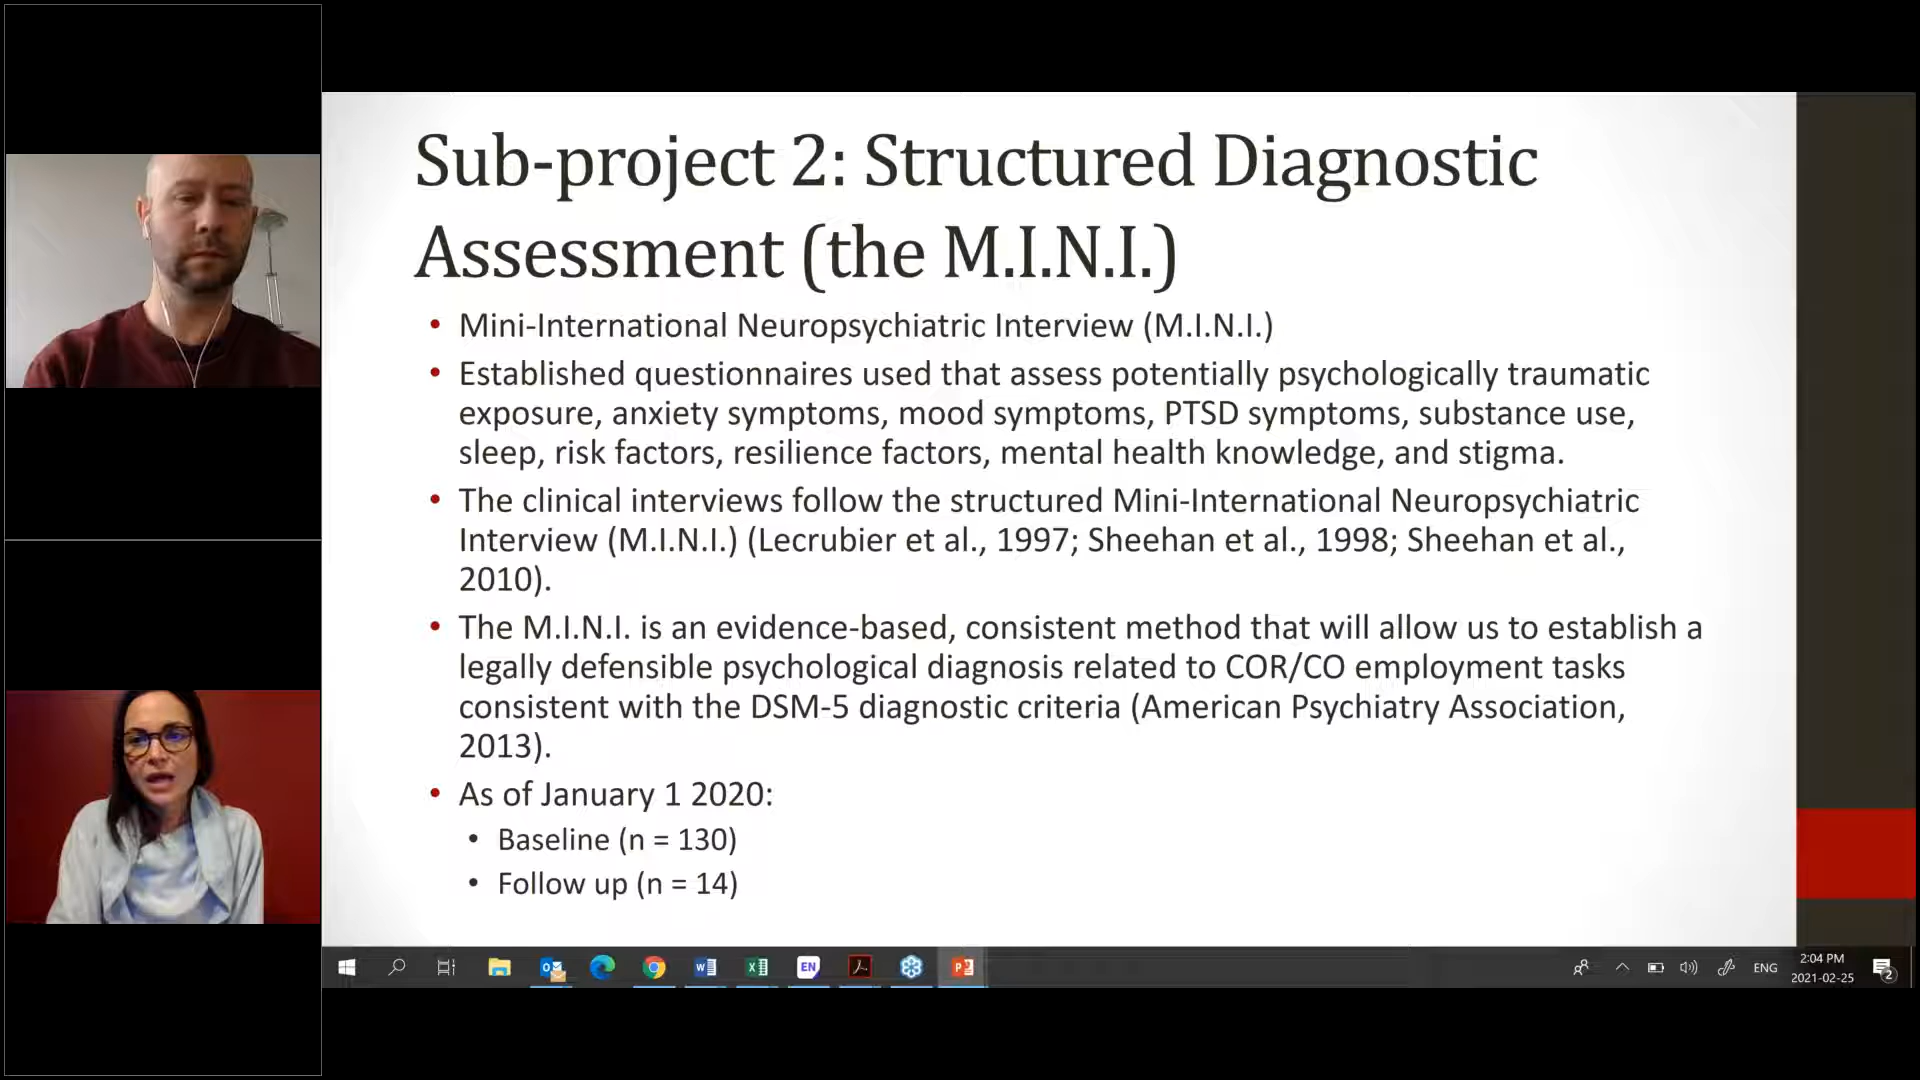 Sub-project 2: Structured Diagnostic
Assessment (the M.I.N.I.)
• Mini-International Neuropsychiatric Interview (M.I.N.I.)
• Established questionnaires used that assess potentially psychologically traumatic
exposure, anxiety symptoms, mood symptoms, PTSD symptoms, substance use,
sleep, risk factors, resilience factors, mental health knowledge, and stigma.
• The clinical interviews follow the structured Mini-International Neuropsychiatric
Interview (M.I.N.I.) (Lecrubier et al., 1997; Sheehan et al., 1998; Sheehan et al.,
2010).
• The M.I.N.I. is an evidence-based, consistent method that will allow us to establish a
legally defensible psychological diagnosis related to COR/CO employment tasks
consistent with the DSM-5 diagnostic criteria (American Psychiatry Association,
2013).
• As of January 1 2020:
• Baseline (n = 130)
• Follow up (n = 14)
EN
ENG
2:04 PM
2021-02-25
2